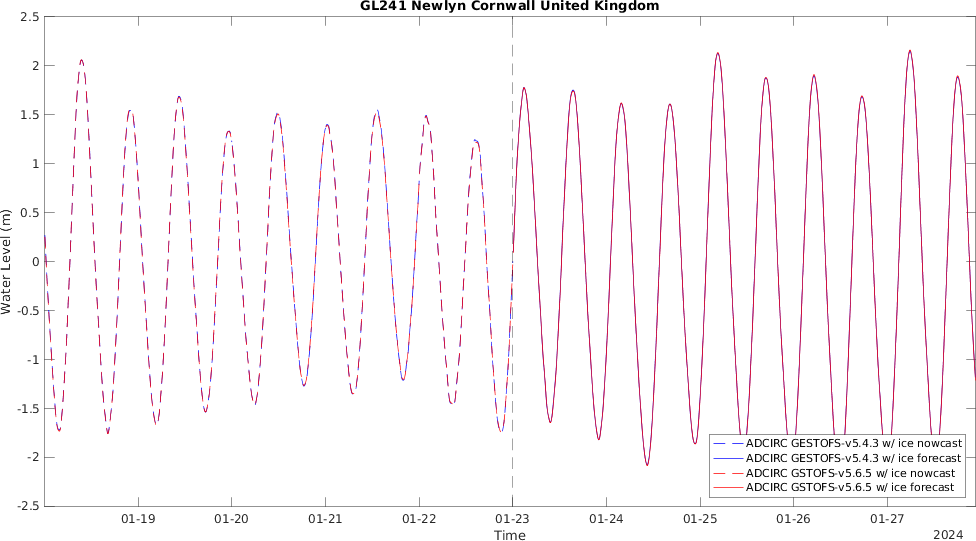 GL241 Newlyn Cornwall United Kingdom
2.5
2
1.5
1
0.5
0
-0.5
-1
-1.5
-2
-2.5
Water Level (m)
ADCIRC GESTOFS-v5.4.3 w/ ice nowcast
ADCIRC GESTOFS-v5.4.3 w/ ice forecast
ADCIRC GSTOFS-v5.6.5 w/ ice nowcast
ADCIRC GSTOFS-v5.6.5 w/ ice forecast
01-19 01-20 01-21 01-22 01-23 01-24 01-25 01-26 01-27
Time
2024